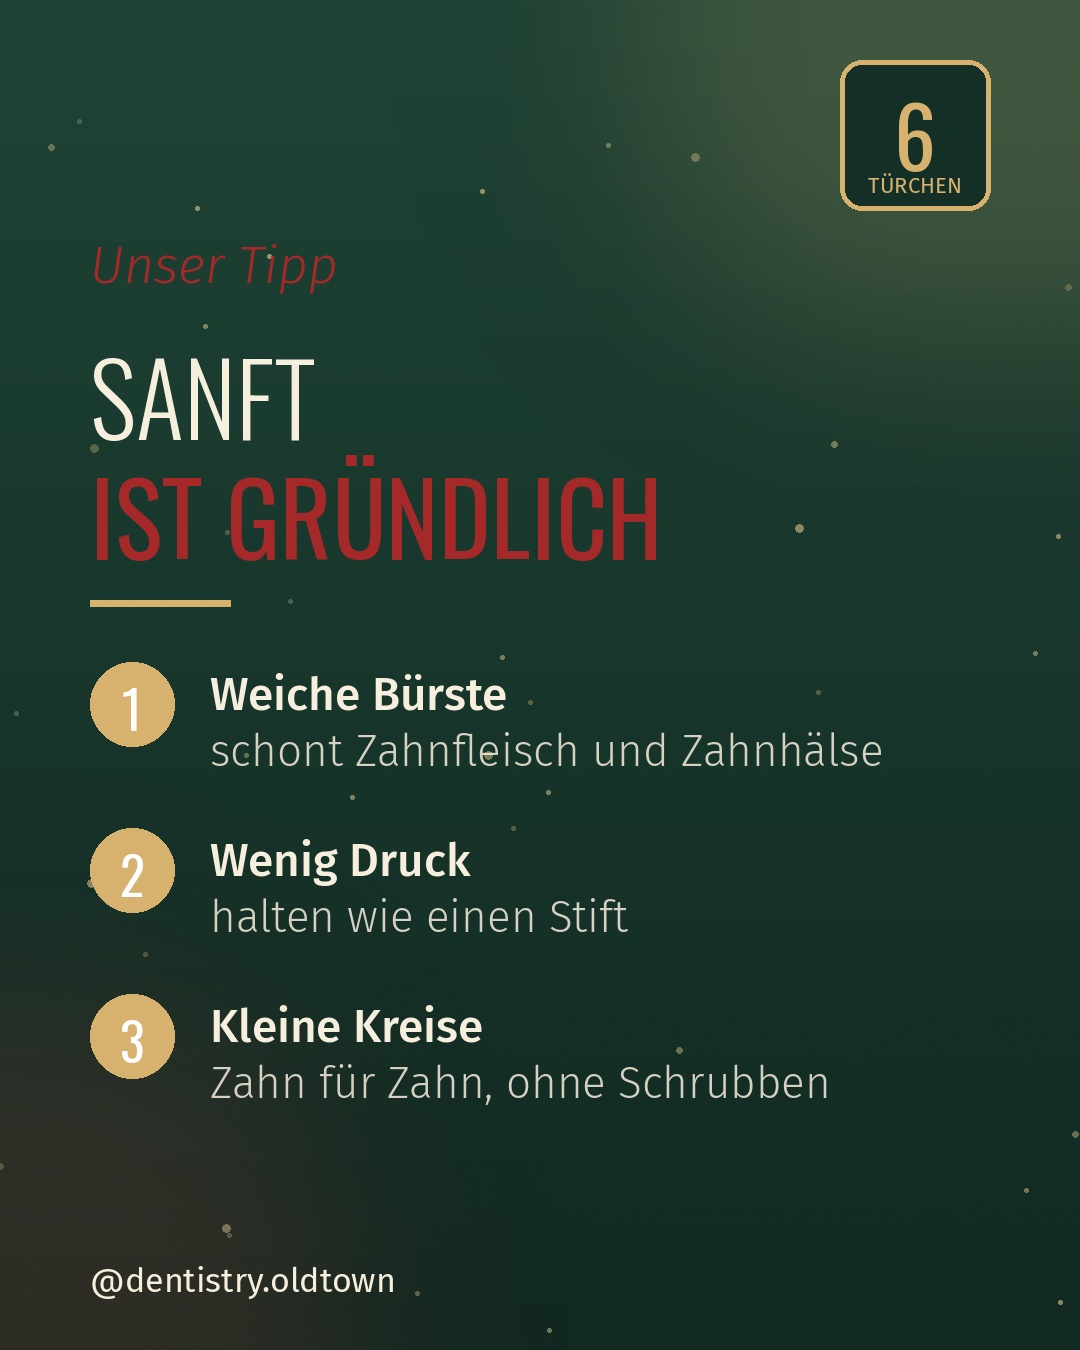 6
TÜRCHEN
Unser Tipp
SANFT
IST GRÜNDLICH
1
Weiche Bürste
schont Zahnfleisch und Zahnhälse
2
Wenig Druck
halten wie einen Stift
3
Kleine Kreise
Zahn für Zahn, ohne Schrubben
@dentistry.oldtown